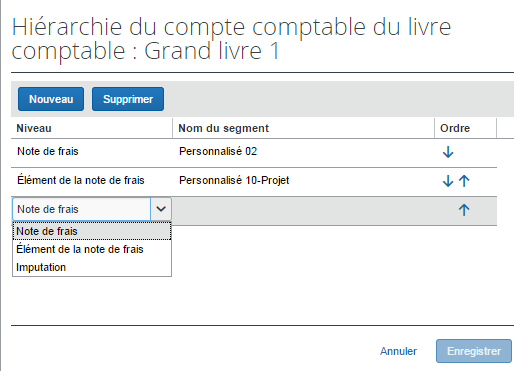 Hiérarchie du compte comptable du livre
comptable : Grand livre 1
Nouveau Supprimer
Niveau Nom du segment Ordre
Note de frais Personnalisé 02
Élément de la note de frais Personnalisé 10-Projet
Note de frais
Note de frais
Élément de la note de frais
Imputation
Annuler Enregistrer